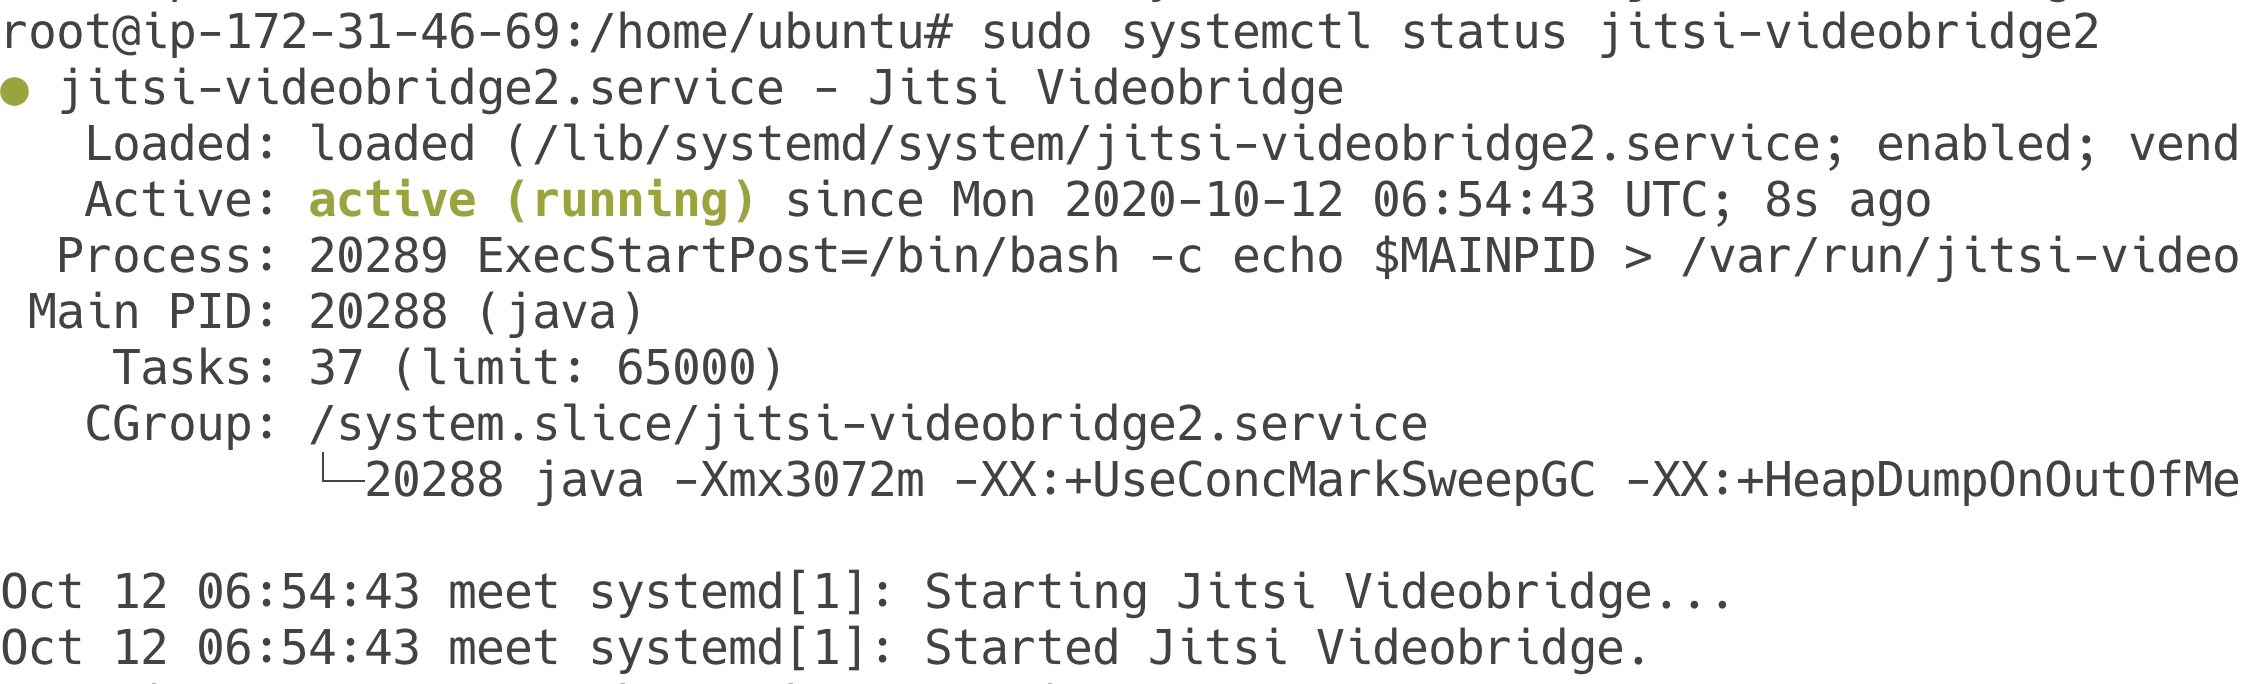 root@ip-172-31-46-69:/home/ubuntu# sudo systemctl status jitsi-videobridge2
● jitsi-videobridge2.service - Jitsi Videobridge
Loaded: loaded (/lib/systemd/system/jitsi-videobridge2.service; enabled; vend
Active: active (running) since Mon 2020-10-12 06:54:43 UTC; 8s ago
Process: 20289 ExecStartPost=/bin/bash -c echo $MAINPID > /var/run/jitsi-video
Main PID: 20288 (java)
Tasks: 37 (limit: 65000)
CGroup: /system.slice/jitsi-videobridge2.service
└─20288 java -Xmx3072m -XX:+UseConcMarkSweepGC -XX:+HeapDumpOnOutOfMe
Oct 12 06:54:43 meet systemd[1]: Starting Jitsi Videobridge...
Oct 12 06:54:43 meet systemd[1]: Started Jitsi Videobridge.